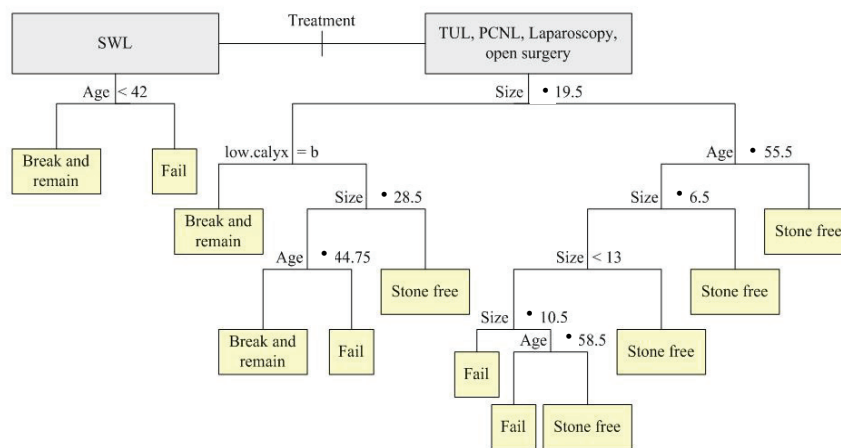 Treatment
SWL
TUL, PCNL, Laparoscopy,
open surgery
Age < 42
Size • 19.5
Break and
remain
Fail
low.calyx = b
Age • 55.5
Break and
remain
Size • 28.5
Size • 6.5
Stone free
Age • 44.75
Stone free
Size < 13
Stone free
Break and
remain
Fail
Size • 10.5
Stone free
Fail
Age • 58.5
Fail
Stone free